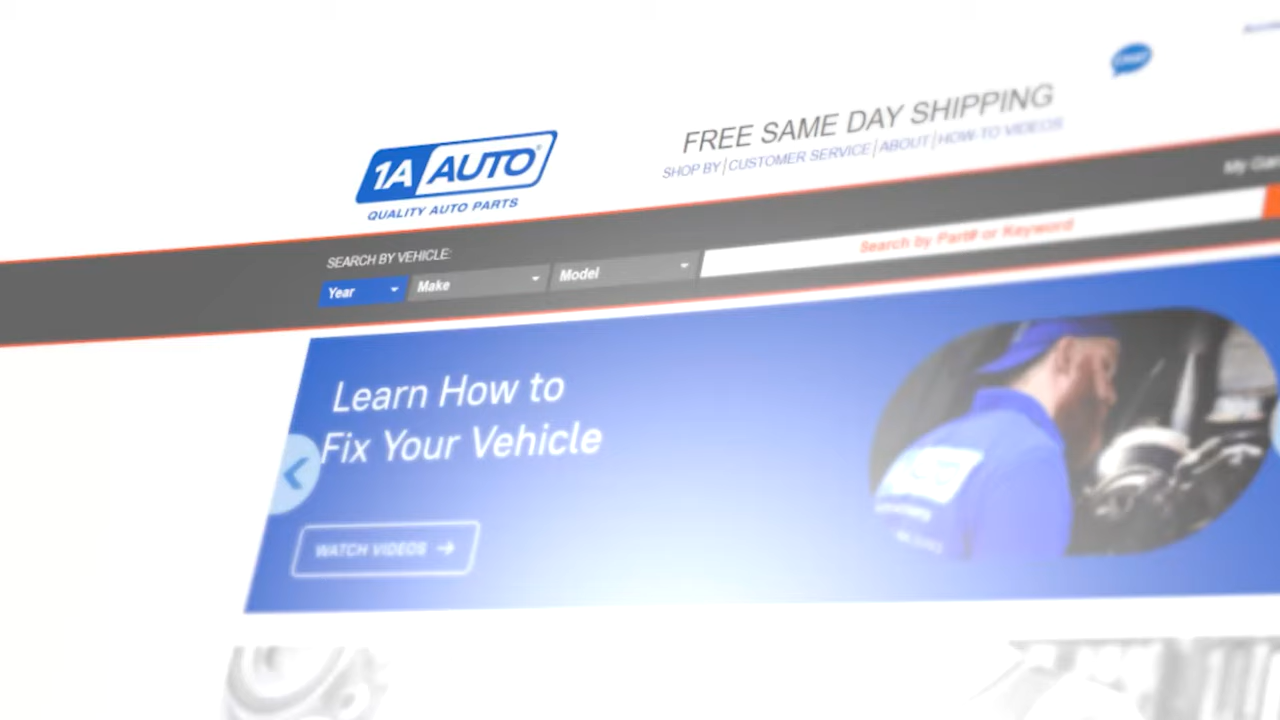 FREE SAME DAY SHIPPING
SHOP BY | CUSTOMER SERVICE | ABOUT | HOW-TO VIDEOS
1A AUTO®
QUALITY AUTO PARTS
SEARCH BY VEHICLE:
Year Make Model Search by Part# or Keyword
My
Learn How to
Fix Your Vehicle
WATCH VIDEOS